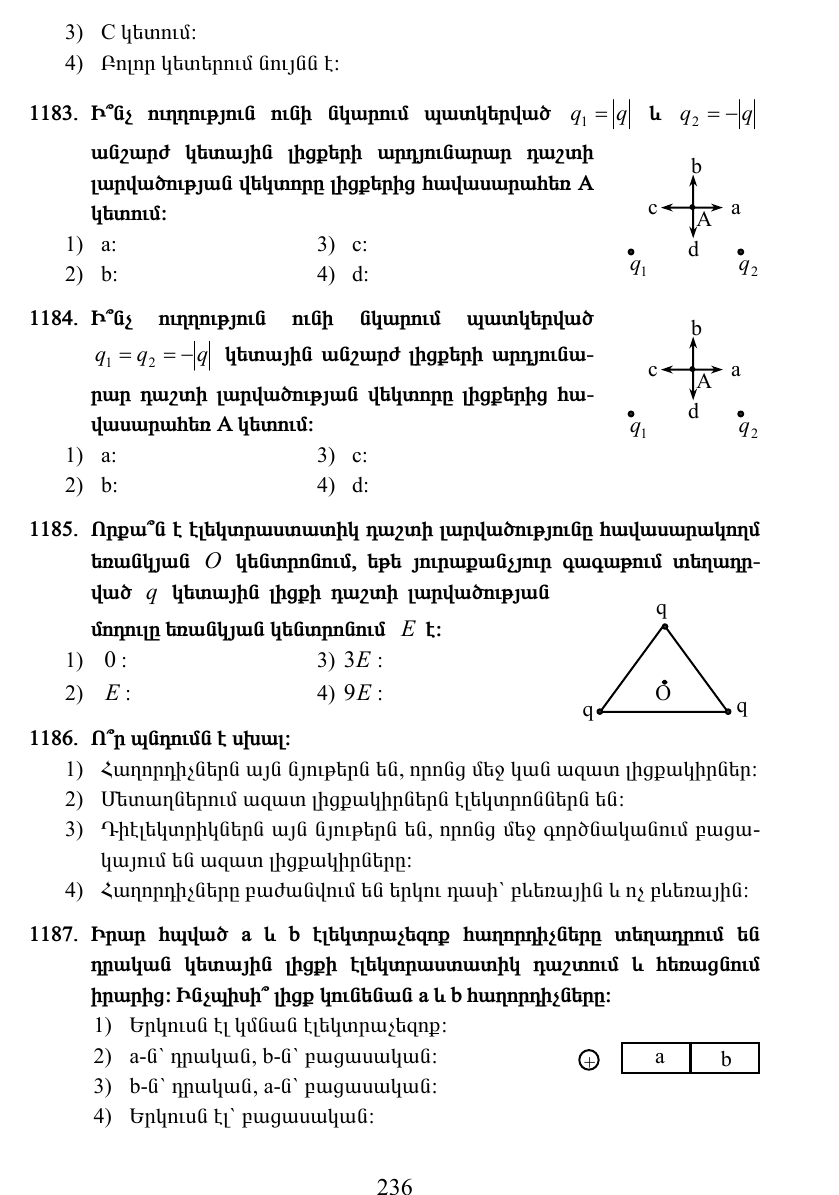 3) C կետում:
4) Բոլոր կետերում նույնն է:
1183. Ի՞նչ ուղղություն ունի նկարում պատկերված q₁ = |q| և q₂ = −|q|
անշարժ կետային լիցքերի արդյունարար դաշտի
լարվածության վեկտորը լիցքերից հավասարահեռ A
կետում:
1) a: 3) c:
2) b: 4) d:
b
c a
A
d
q₁ q₂
1184. Ի՞նչ ուղղություն ունի նկարում պատկերված
q₁ = q₂ = −|q| կետային անշարժ լիցքերի արդյունա-
րար դաշտի լարվածության վեկտորը լիցքերից հա-
վասարահեռ A կետում:
1) a: 3) c:
2) b: 4) d:
b
c a
A
d
q₁ q₂
1185. Որքա՞ն է էլեկտրաստատիկ դաշտի լարվածությունը հավասարակողմ
եռանկյան O կենտրոնում, եթե յուրաքանչյուր գագաթում տեղադր-
ված q կետային լիցքի դաշտի լարվածության
մոդուլը եռանկյան կենտրոնում E է:
1) 0 : 3) 3E :
2) E : 4) 9E :
q
O
q q
1186. Ո՞ր պնդումն է սխալ:
1) Հաղորդիչներն այն նյութերն են, որոնց մեջ կան ազատ լիցքակիրներ:
2) Մետաղներում ազատ լիցքակիրներն էլեկտրոններն են:
3) Դիէլեկտրիկներն այն նյութերն են, որոնց մեջ գործնականում բացա-
կայում են ազատ լիցքակիրները:
4) Հաղորդիչները բաժանվում են երկու դասի՝ բևեռային և ոչ բևեռային:
1187. Իրար հպված a և b էլեկտրաչեզոք հաղորդիչները տեղադրում են
դրական կետային լիցքի էլեկտրաստատիկ դաշտում և հեռացնում
իրարից: Ինչպիսի՞ լիցք կունենան a և b հաղորդիչները:
1) Երկուսն էլ կմնան էլեկտրաչեզոք:
2) a-ն՝ դրական, b-ն՝ բացասական:
3) b-ն՝ դրական, a-ն՝ բացասական:
4) Երկուսն էլ՝ բացասական:
+ a b
236